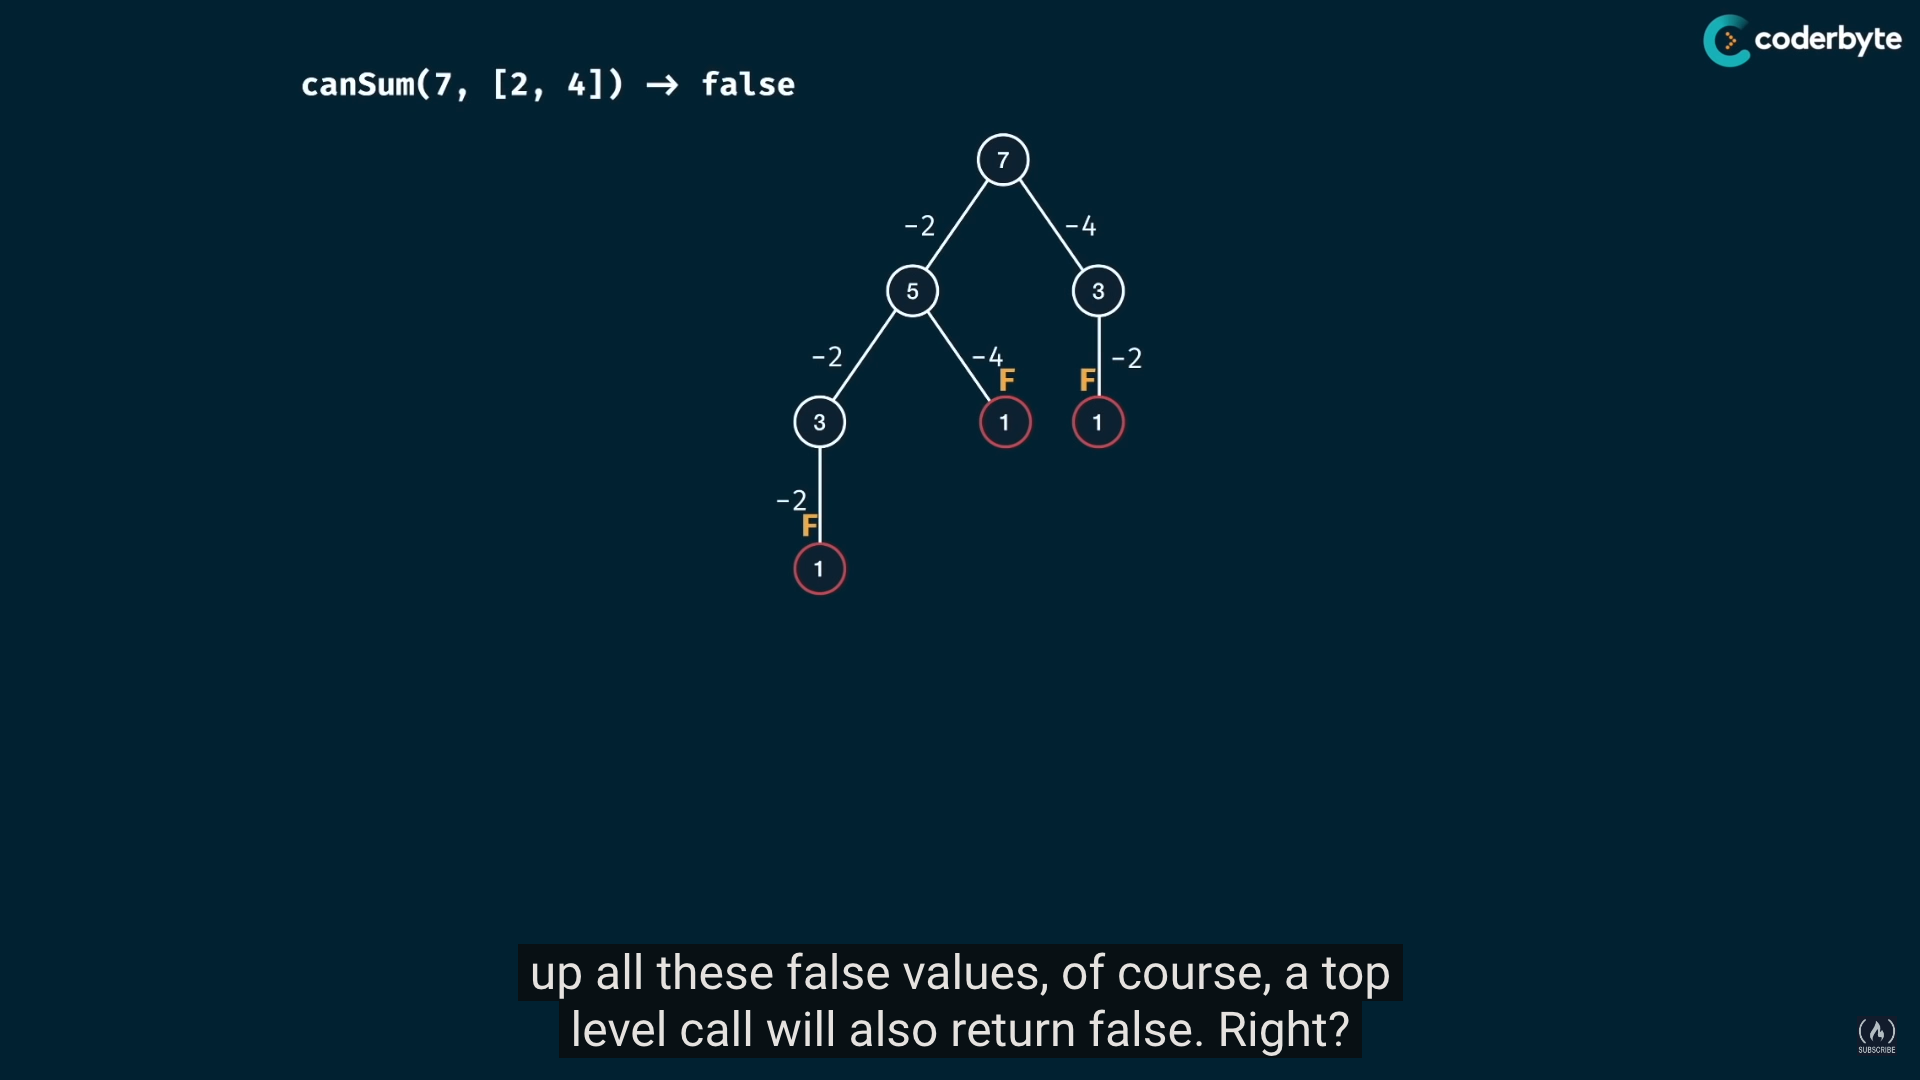 coderbyte
canSum(7, [2, 4]) → false
7
-2 -4
5 3
-2 -4 -2
F F
3 1 1
-2
F
1
up all these false values, of course, a top
level call will also return false. Right?
SUBSCRIBE